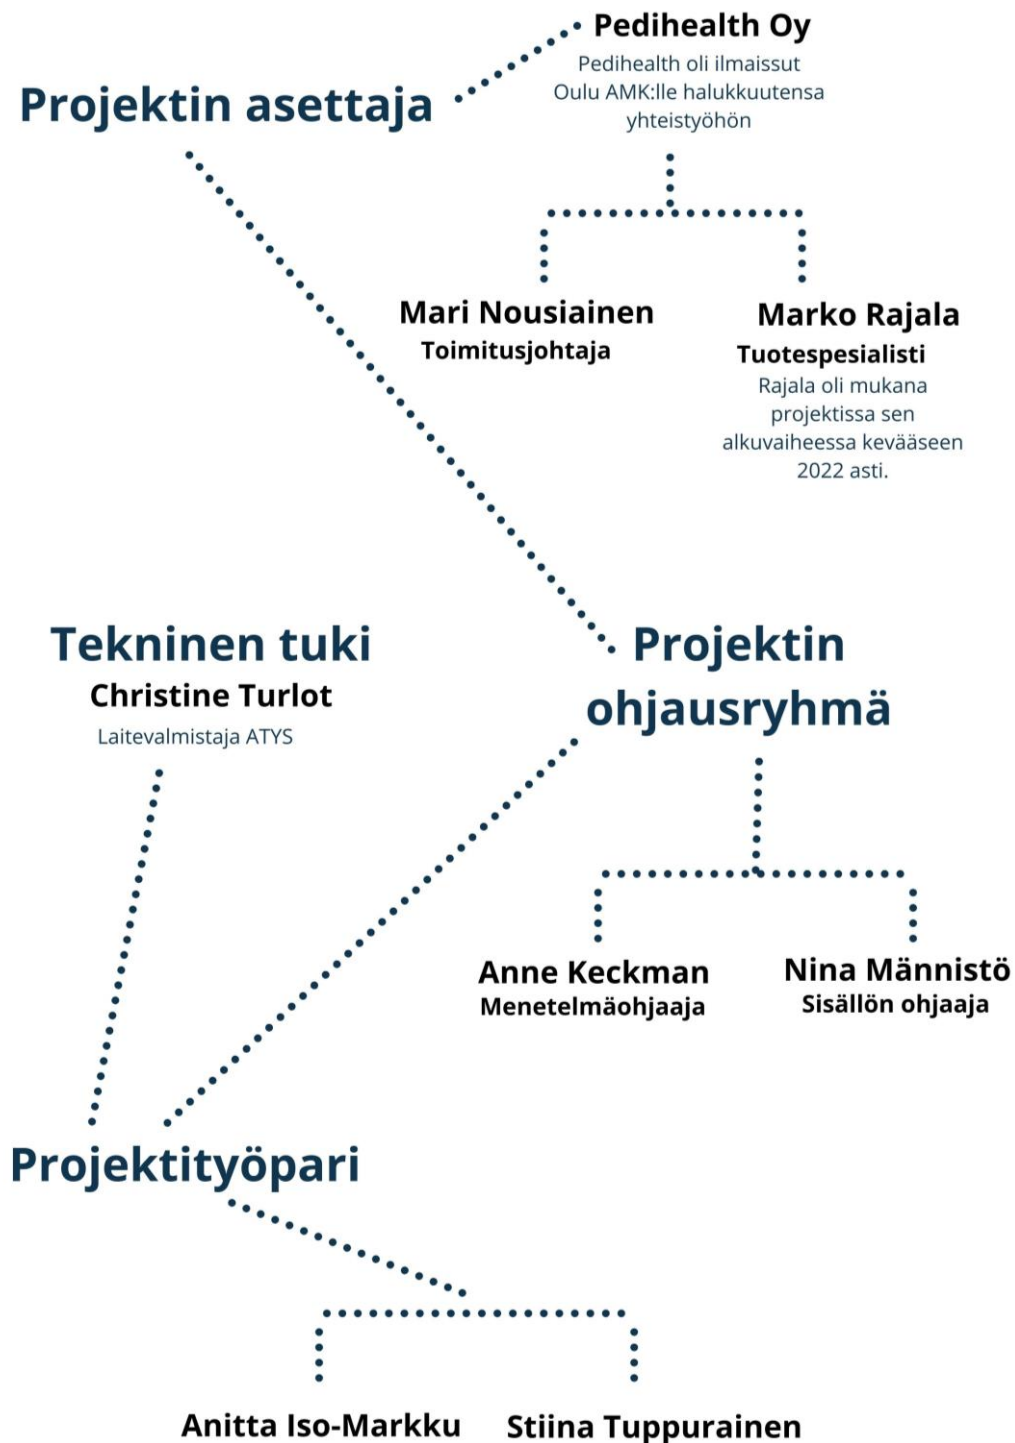 Pedihealth Oy
Pedihealth oli ilmaissut
Oulu AMK:lle halukkuutensa
yhteistyöhön
Projektin asettaja
Mari Nousiainen
Toimitusjohtaja
Marko Rajala
Tuotespesialisti
Rajala oli mukana
projektissa sen
alkuvaiheessa kevääseen
2022 asti.
Tekninen tuki
Christine Turlot
Laitevalmistaja ATYS
Projektin
ohjausryhmä
Anne Keckman
Menetelmäohjaaja
Nina Männistö
Sisällön ohjaaja
Projektityöpari
Anitta Iso-Markku
Stiina Tuppurainen